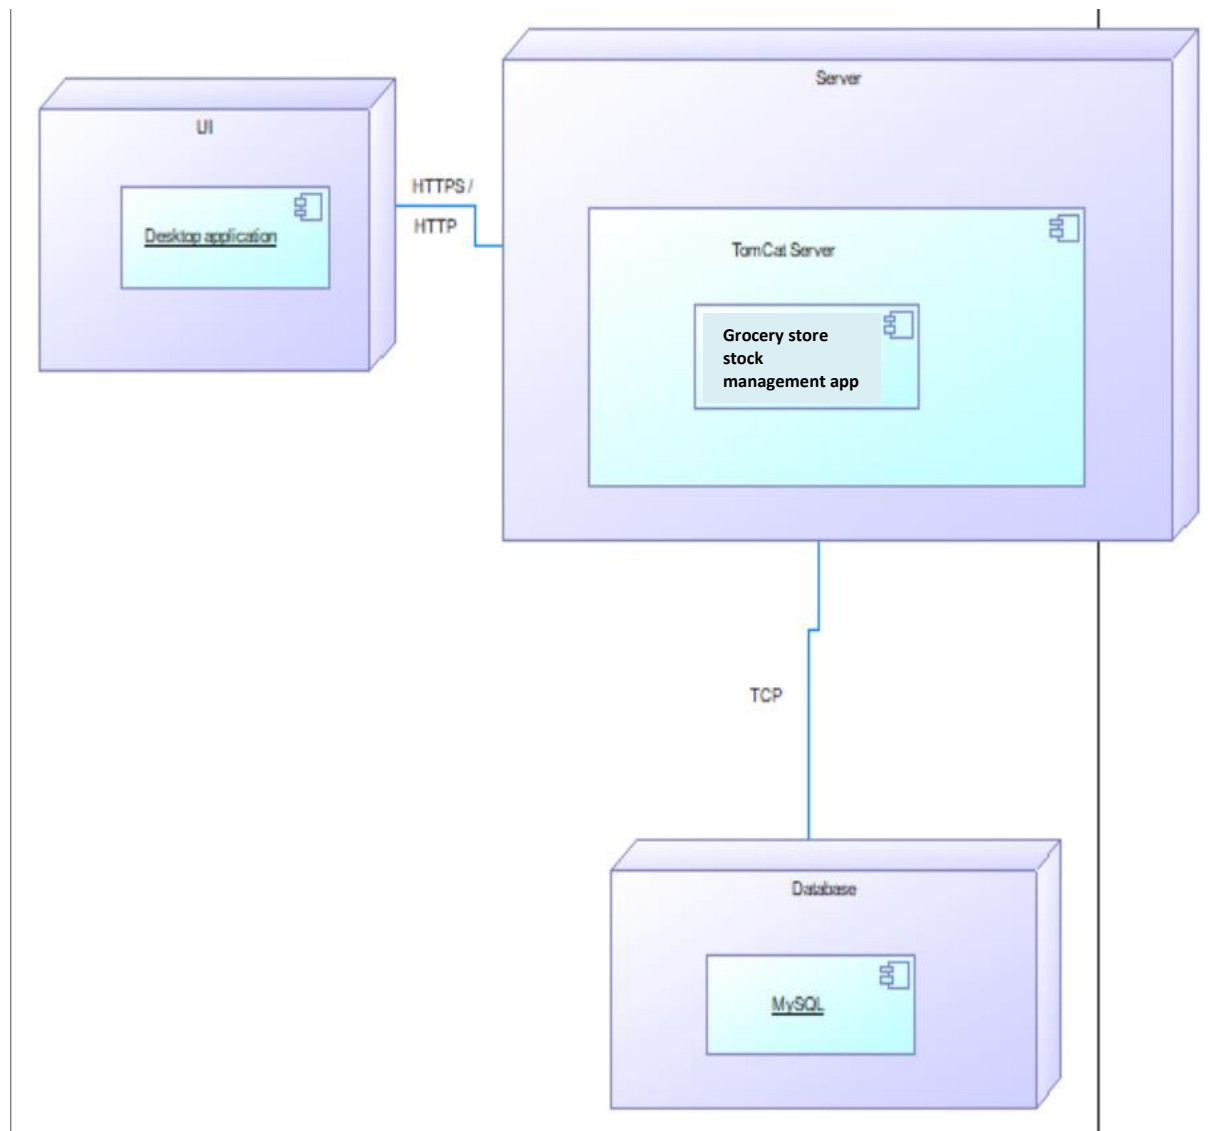 Server
UI
HTTPS /
HTTP
Desktop application
TomCat Server
Grocery store
stock
management app
TCP
Database
MySQL